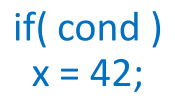 if( cond )
x = 42;